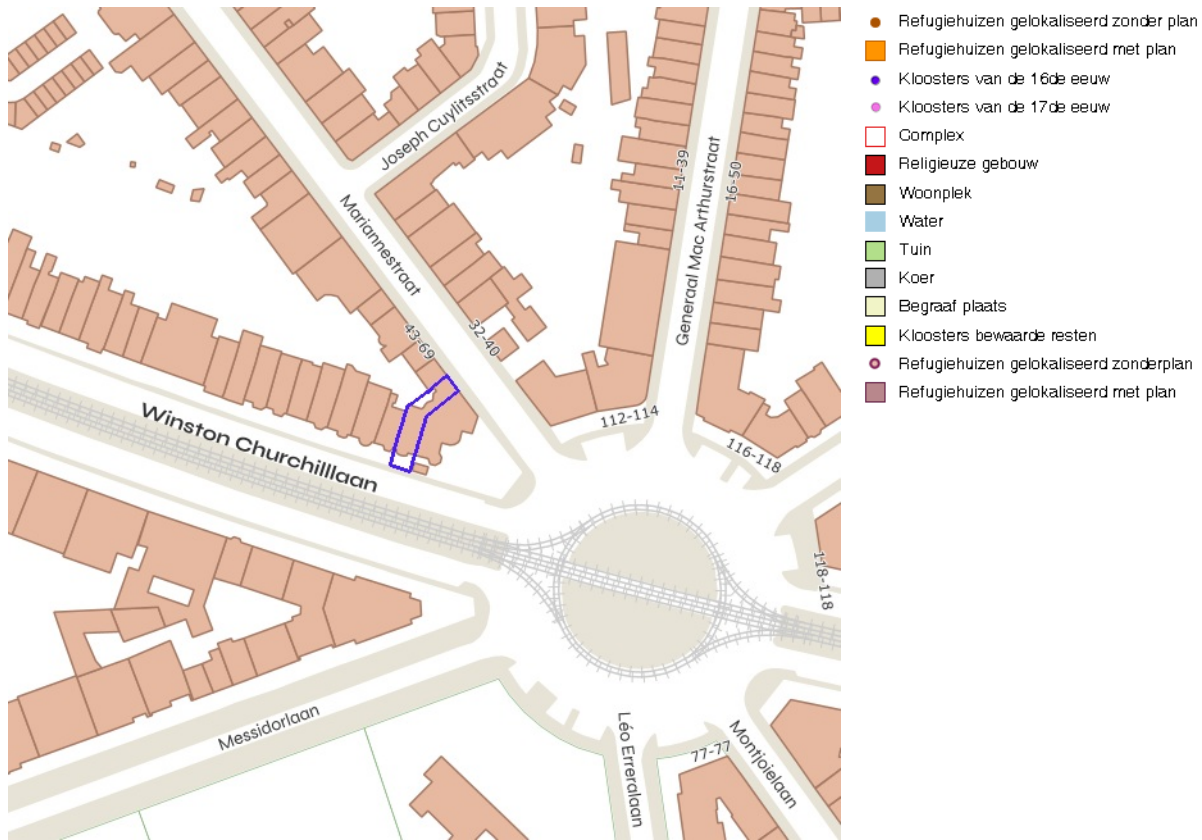 Joseph Cuylitsstraat
Mariannestraat
43-69
32-40
11-39
16-50
Generaal Mac Arthurstraat
112-114
116-118
118-118
Winston Churchilllaan
Messidorlaan
Léo Erreralaan
77-77
Montjoielaan
Refugiehuizen gelokaliseerd zonder plan
Refugiehuizen gelokaliseerd met plan
Kloosters van de 16de eeuw
Kloosters van de 17de eeuw
Complex
Religieuze gebouw
Woonplek
Water
Tuin
Koer
Begraaf plaats
Kloosters bewaarde resten
Refugiehuizen gelokaliseerd zonderplan
Refugiehuizen gelokaliseerd met plan